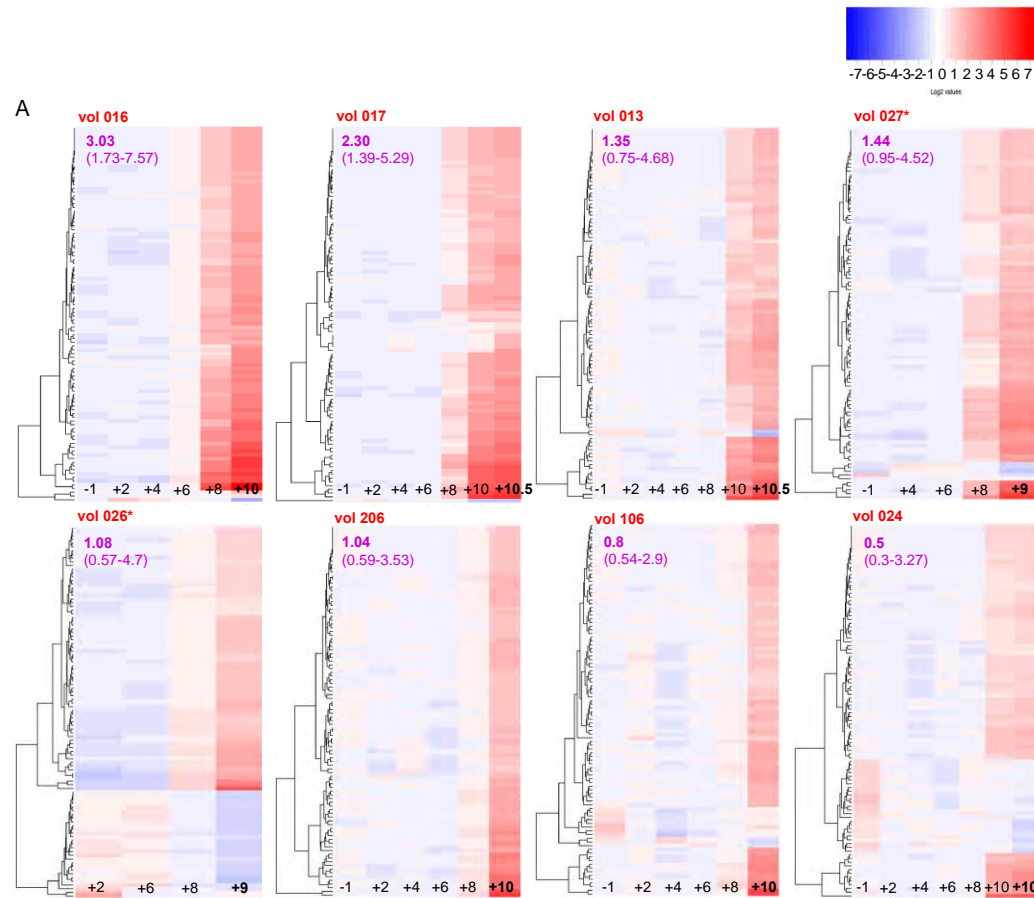 -7-6-5-4-3-2-1 0 1 2 3 4 5 6 7
Log2 values
A
vol 016
3.03
(1.73-7.57)
-1 +2 +4 +6 +8 +10
vol 017
2.30
(1.39-5.29)
-1 +2 +4 +6 +8 +10 +10.5
vol 013
1.35
(0.75-4.68)
-1 +2 +4 +6 +8 +10 +10.5
vol 027*
1.44
(0.95-4.52)
-1 +4 +6 +8 +9
vol 026*
1.08
(0.57-4.7)
+2 +6 +8 +9
vol 206
1.04
(0.59-3.53)
-1 +2 +4 +6 +8 +10
vol 106
0.8
(0.54-2.9)
-1 +2 +4 +6 +8 +10
vol 024
0.5
(0.3-3.27)
-1 +2 +4 +6 +8 +10 +10